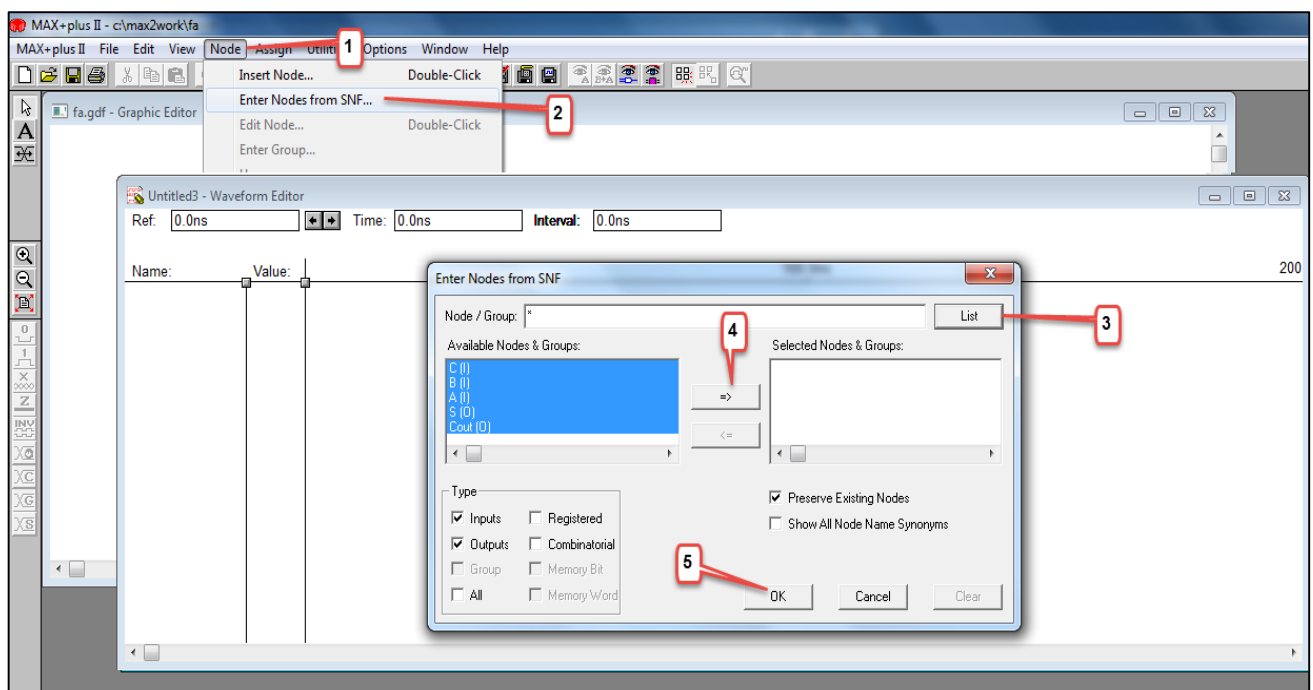 MAX+plus II - c:\max2work\fa
MAX+plus II File Edit View Node Assign Utiliti 1 Options Window Help
Insert Node... Double-Click
Enter Nodes from SNF...
2
Edit Node... Double-Click
Enter Group...
fa.gdf - Graphic Editor
Untitled3 - Waveform Editor
Ref: 0.0ns Time: 0.0ns Interval: 0.0ns
Name: Value: 200
Enter Nodes from SNF
Node / Group: * List
3
4
Available Nodes & Groups: Selected Nodes & Groups:
C (I)
B (I)
A (I)
S (O)
Cout (O)
=>
<=
Type
Inputs Registered
Outputs Combinatorial
Group Memory Bit
All Memory Word
Preserve Existing Nodes
Show All Node Name Synonyms
5
OK Cancel Clear
A
0
1
X
Z
INV